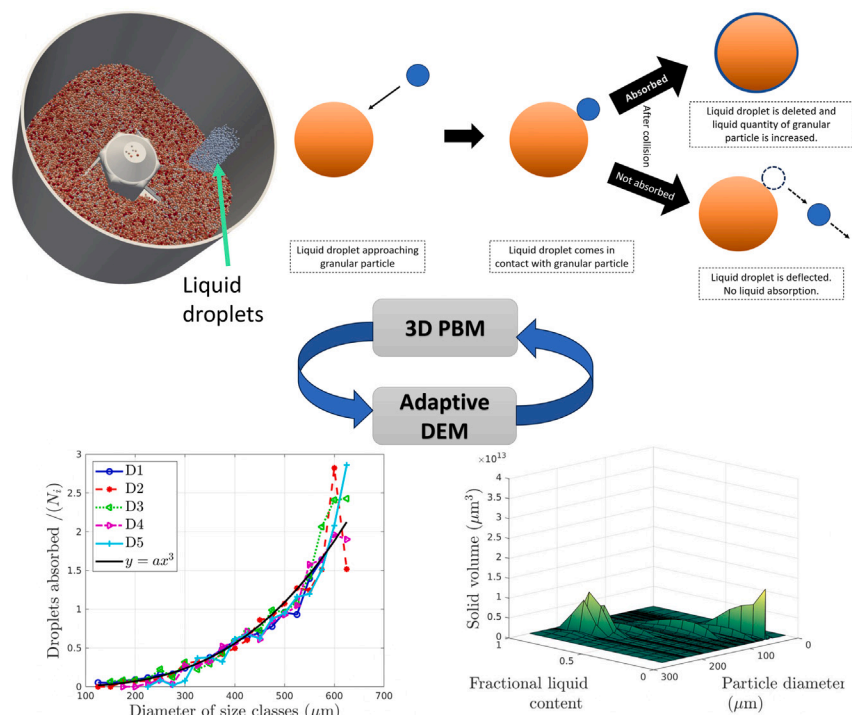 Liquid
droplets
Liquid droplet approaching
granular particle
Liquid droplet comes in
contact with granular particle
Absorbed
After collision
Not absorbed
Liquid droplet is deleted and
liquid quantity of granular
particle is increased.
Liquid droplet is deflected.
No liquid absorption.
3D PBM
Adaptive
DEM
Droplets absorbed /(Nᵢ)
3
2.5
2
1.5
1
0.5
0
D1
D2
D3
D4
D5
y = ax³
100 200 300 400 500 600 700
Diameter of size classes (μm)
×10¹³
Solid volume (μm³)
4
3.5
3
2.5
2
1.5
1
0.5
0
1
0.5
0
300
200
100
0
Fractional liquid
content
Particle diameter
(μm)